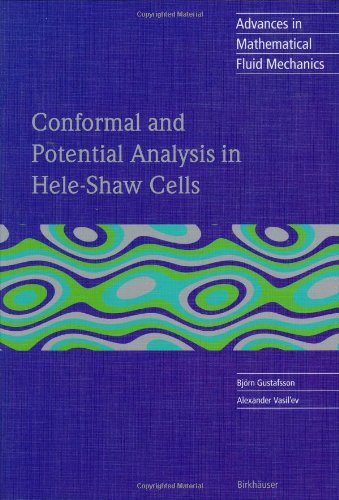 Advances in
Mathematical
Fluid Mechanics
Conformal and
Potential Analysis in
Hele-Shaw Cells
Björn Gustafsson
Alexander Vasil'ev
Birkhäuser